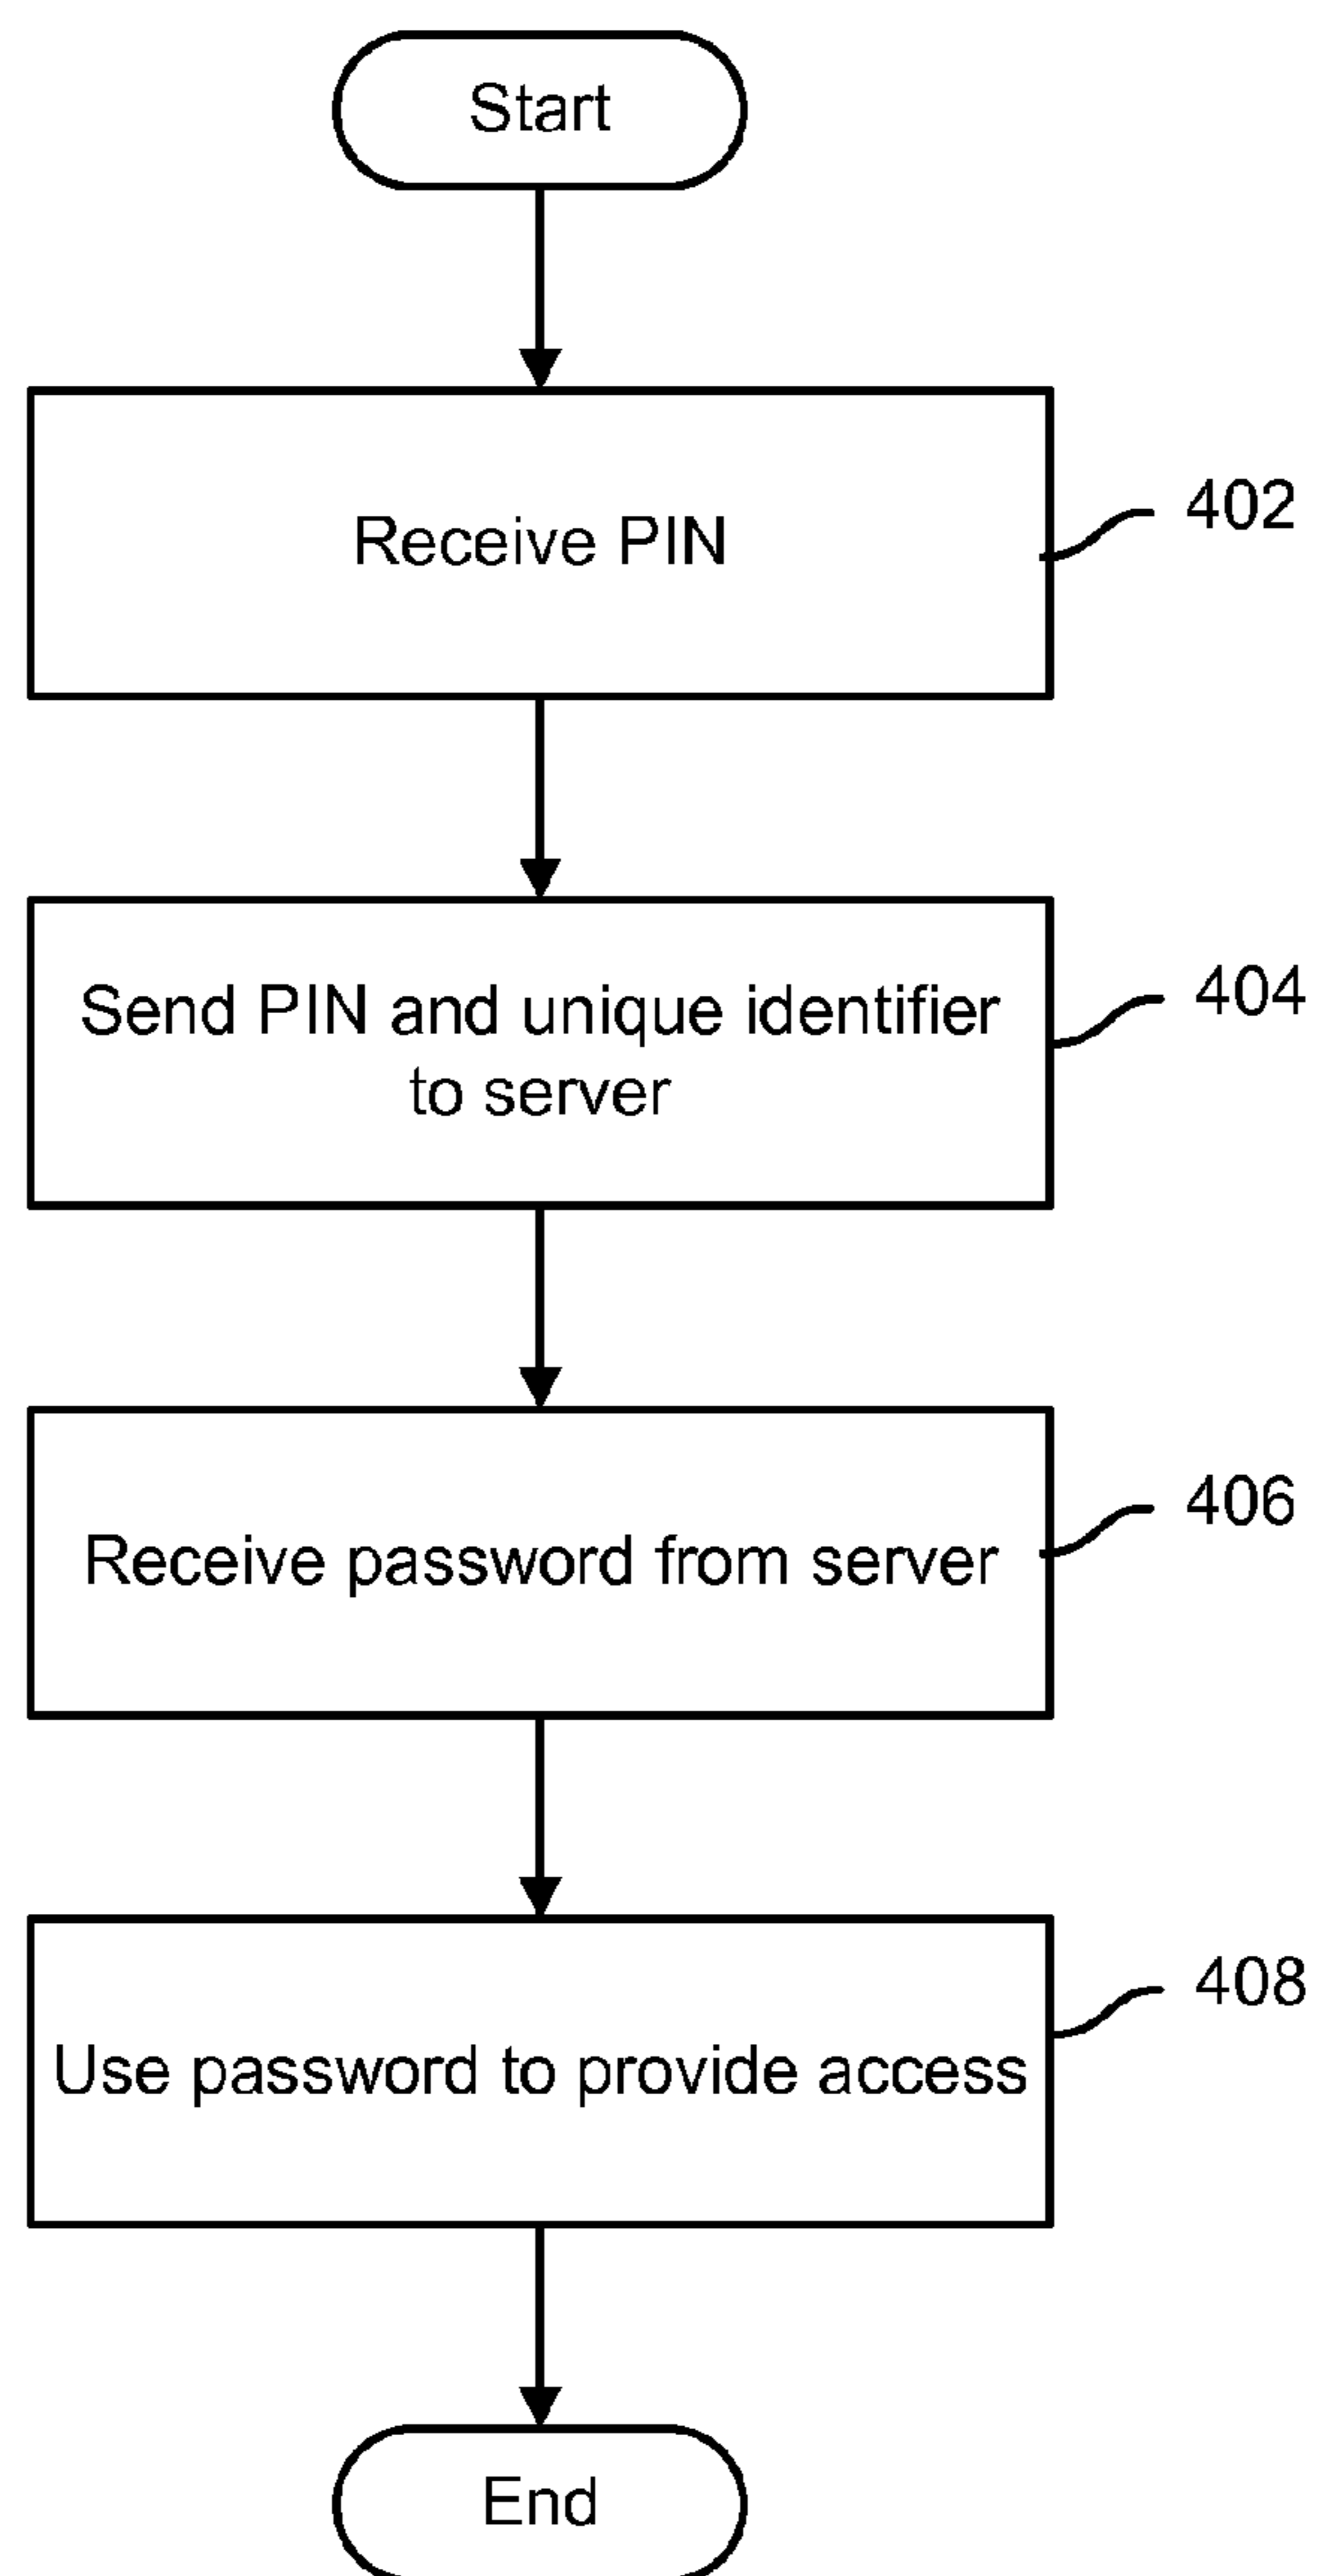 Start
Receive PIN
402
Send PIN and unique identifier
to server
404
Receive password from server
406
Use password to provide access
408
End